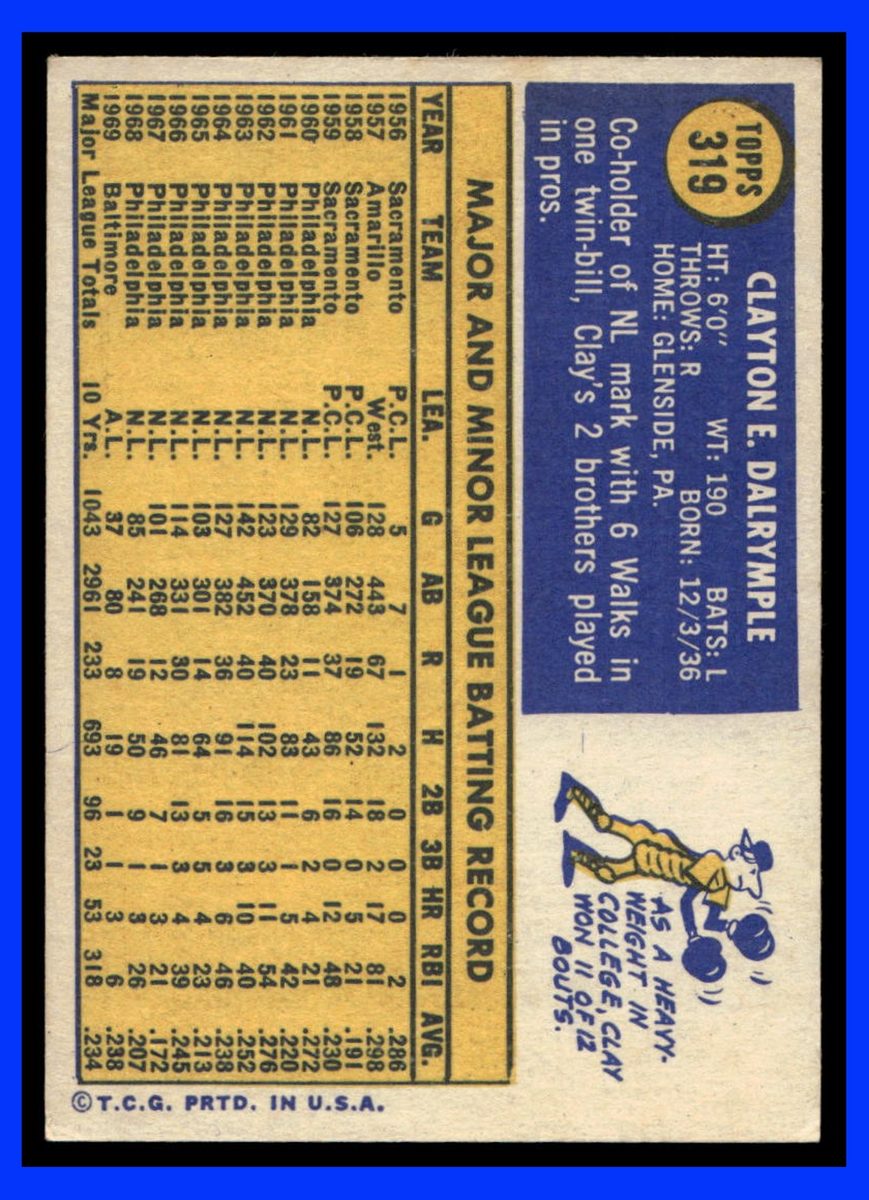 TOPPS
319
CLAYTON E. DALRYMPLE
HT: 6'0" WT: 190 BATS: L
THROWS: R BORN: 12/3/36
HOME: GLENSIDE, PA.
Co-holder of NL mark with 6 Walks in
one twin-bill, Clay's 2 brothers played
in pros.
AS A HEAVY-
WEIGHT IN
COLLEGE, CLAY
WON 11 OF 12
BOUTS.
MAJOR AND MINOR LEAGUE BATTING RECORD
YEAR TEAM LEA. G AB R H 2B 3B HR RBI AVG.
1956 Sacramento P.C.L. 5 7 1 2 0 0 0 2 .286
1957 Amarillo West. 128 443 67 132 18 2 17 81 .298
1958 Sacramento P.C.L. 106 272 19 52 14 0 5 21 .191
1959 Sacramento P.C.L. 127 374 37 86 16 0 12 48 .230
1960 Philadelphia N.L. 82 158 11 43 6 2 4 21 .272
1961 Philadelphia N.L. 129 378 23 83 11 1 5 42 .220
1962 Philadelphia N.L. 123 370 40 102 13 3 11 54 .276
1963 Philadelphia N.L. 142 452 40 114 15 3 10 40 .252
1964 Philadelphia N.L. 127 382 36 91 16 3 6 46 .238
1965 Philadelphia N.L. 103 301 14 64 5 5 4 23 .213
1966 Philadelphia N.L. 114 331 30 81 13 3 4 39 .245
1967 Philadelphia N.L. 101 268 12 46 7 1 3 21 .172
1968 Philadelphia N.L. 85 241 19 50 9 1 3 26 .207
1969 Baltimore A.L. 37 80 8 19 1 1 3 6 .238
Major League Totals 10 Yrs. 1043 2961 233 693 96 23 53 318 .234
© T.C.G. PRTD. IN U.S.A.